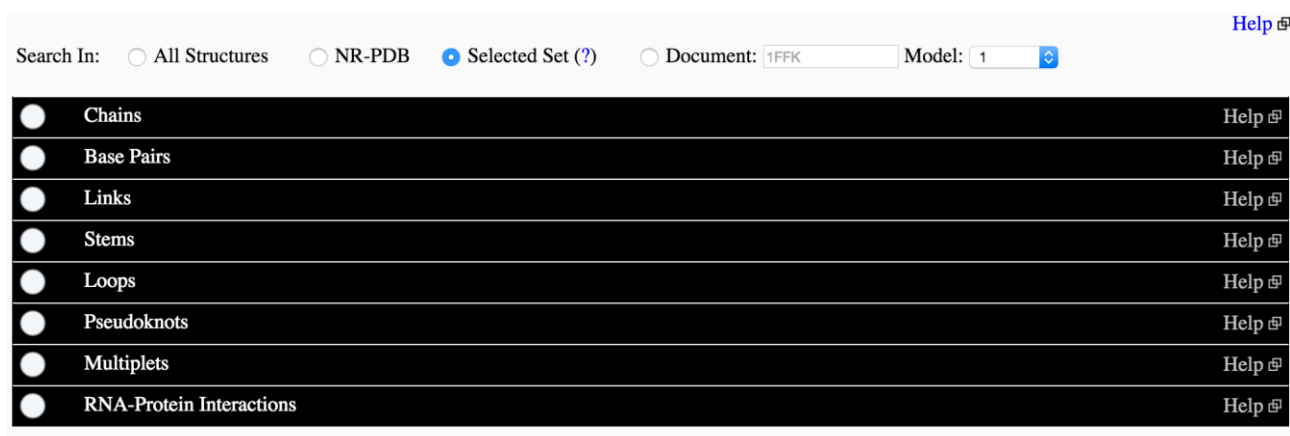 Help
Search In: All Structures NR-PDB Selected Set (?) Document: 1FFK Model: 1
Chains Help
Base Pairs Help
Links Help
Stems Help
Loops Help
Pseudoknots Help
Multiplets Help
RNA-Protein Interactions Help